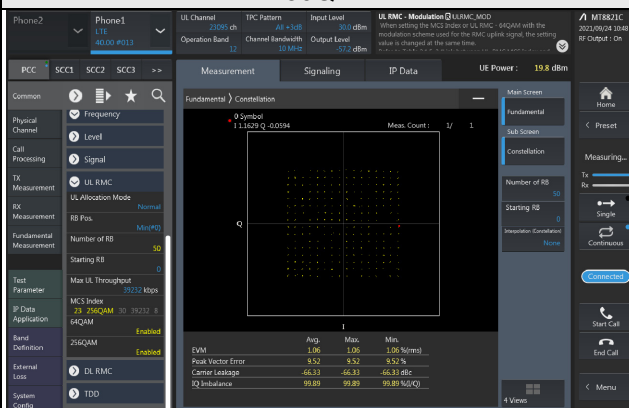 Phone2
Phone1
LTE
40.00 #013
UL Channel
23095 ch
Operation Band
12
TPC Pattern
All +3dB
Channel Bandwidth
10 MHz
Input Level
30.0 dBm
Output Level
-57.2 dBm
UL RMC - Modulation ULRMC_MOD
When changing MCS Index or UL RMC - 64QAM with the
modulation scheme used for the RMC uplink signal, the setting
value is changed at the same time.
MT8821C
2021/09/24 1048
RF Output : On
PCC
SCC1
SCC2
SCC3
>>
Measurement
Signaling
IP Data
UE Power : 19.8 dBm
Common
Physical
Channel
Call
Processing
TX
Measurement
RX
Measurement
Fundamental
Measurement
Test
Parameter
IP Data
Application
Band
Definition
External
Loss
System
Config
Frequency
Level
Signal
UL RMC
UL Allocation Mode
Normal
RB Pos.
Min(#0)
Number of RB
50
Starting RB
0
Max UL Throughput
39232 kbps
MCS Index
23 256QAM 30 39232 8
64QAM
Enabled
256QAM
Enabled
DL RMC
TDD
Fundamental 〉 Constellation
0 Symbol
I 1.1629 Q -0.0594
Meas. Count : 1/ 1
Q
I
Avg. Max. Min.
EVM 1.06 1.06 1.06 %(rms)
Peak Vector Error 9.52 9.52 9.52 %
Carrier Leakage -66.33 -66.33 -66.33 dBc
IQ Imbalance 99.89 99.89 99.89 %(I/Q)
Main Screen
Fundamental
Sub Screen
Constellation
Number of RB
50
Starting RB
0
Interpolation (Constellation)
None
4 Views
Home
< Preset
Measuring...
Tx
Rx
Single
Continuous
Connected
Start Call
End Call
< Menu